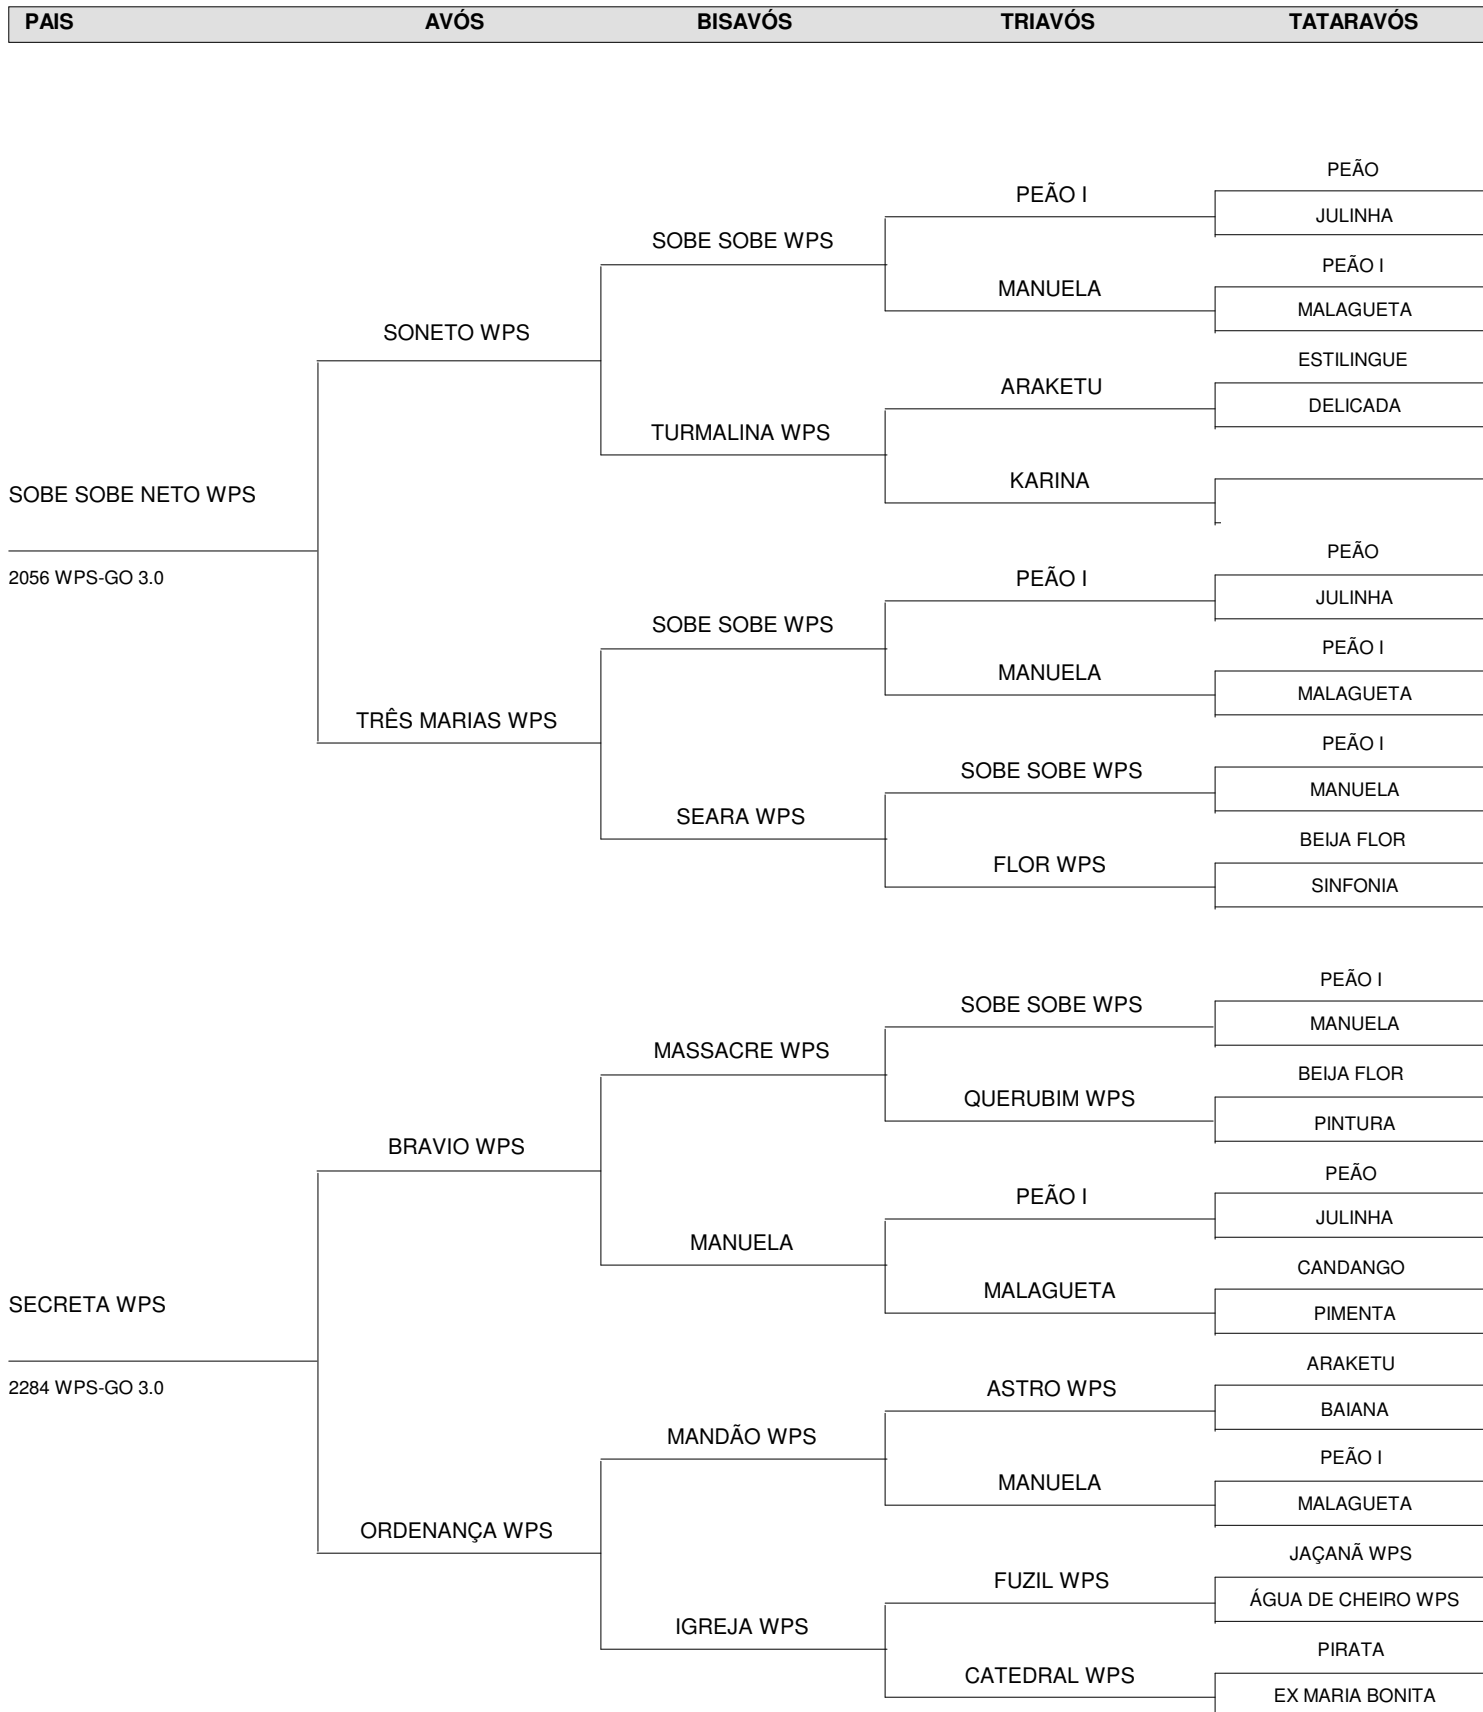 PAIS AVÓS BISAVÓS TRIAVÓS TATARAVÓS
PEÃO
PEÃO I
JULINHA
SOBE SOBE WPS
PEÃO I
MANUELA
MALAGUETA
SONETO WPS
ESTILINGUE
ARAKETU
DELICADA
TURMALINA WPS
KARINA
SOBE SOBE NETO WPS
PEÃO
2056 WPS-GO 3.0
PEÃO I
JULINHA
SOBE SOBE WPS
PEÃO I
MANUELA
MALAGUETA
TRÊS MARIAS WPS
PEÃO I
SOBE SOBE WPS
MANUELA
SEARA WPS
BEIJA FLOR
FLOR WPS
SINFONIA
PEÃO I
SOBE SOBE WPS
MANUELA
MASSACRE WPS
BEIJA FLOR
QUERUBIM WPS
PINTURA
BRAVIO WPS
PEÃO
PEÃO I
JULINHA
MANUELA
CANDANGO
MALAGUETA
SECRETA WPS
PIMENTA
ARAKETU
2284 WPS-GO 3.0
ASTRO WPS
BAIANA
MANDÃO WPS
PEÃO I
MANUELA
MALAGUETA
ORDENANÇA WPS
JAÇANÃ WPS
FUZIL WPS
ÁGUA DE CHEIRO WPS
IGREJA WPS
PIRATA
CATEDRAL WPS
EX MARIA BONITA